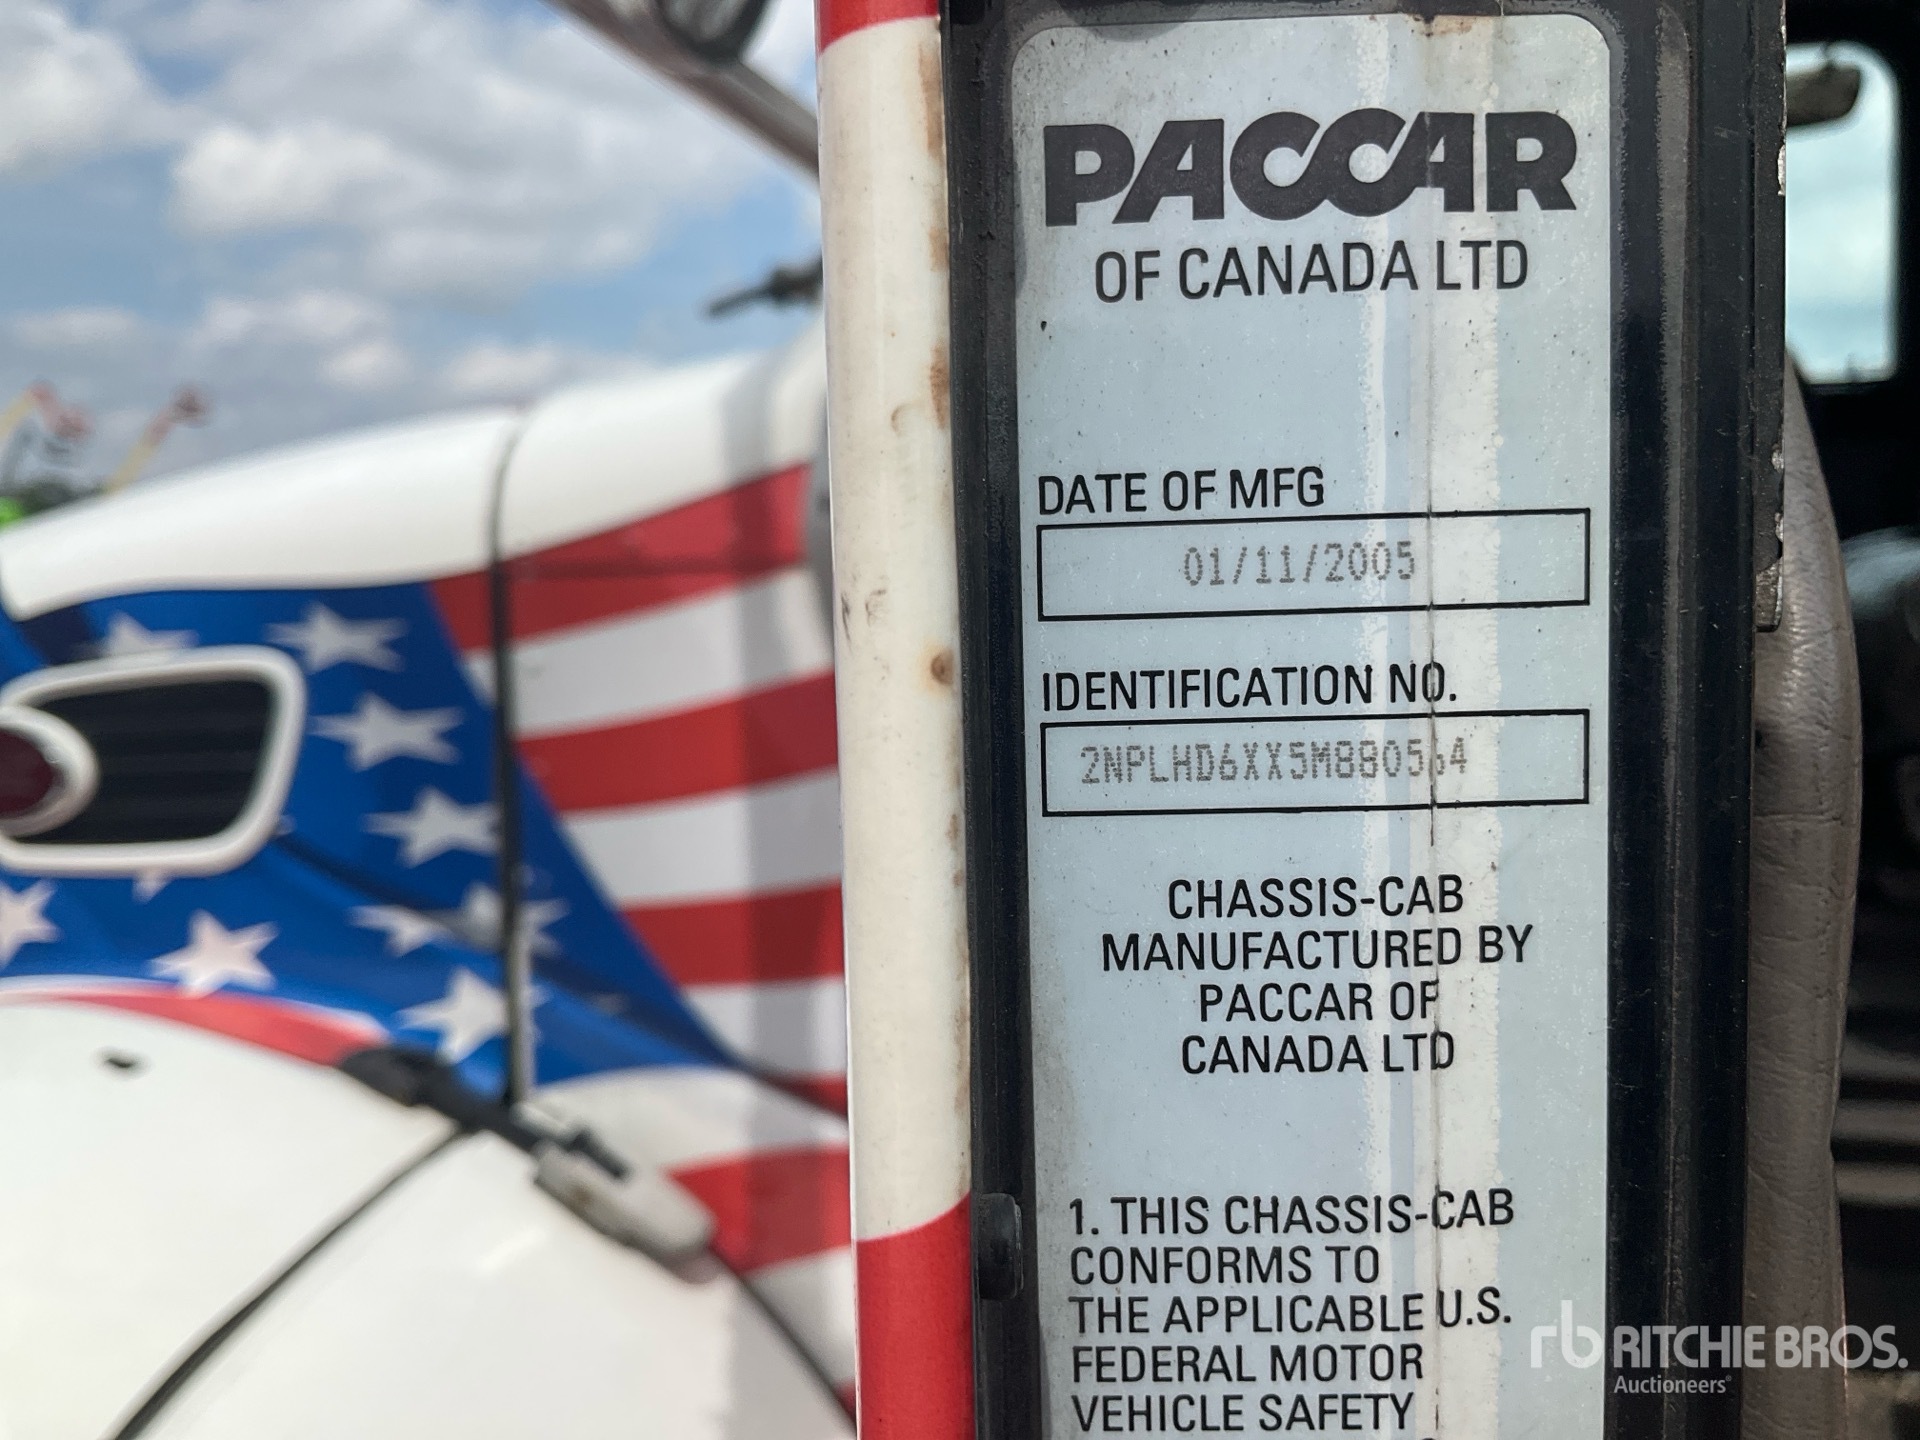 PACCAR
OF CANADA LTD
DATE OF MFG
01/11/2005
IDENTIFICATION NO.
2NPLHD6XX5M880564
CHASSIS-CAB
MANUFACTURED BY
PACCAR OF
CANADA LTD
1. THIS CHASSIS-CAB
CONFORMS TO
THE APPLICABLE U.S.
FEDERAL MOTOR
VEHICLE SAFETY
rb RITCHIE BROS.
Auctioneers